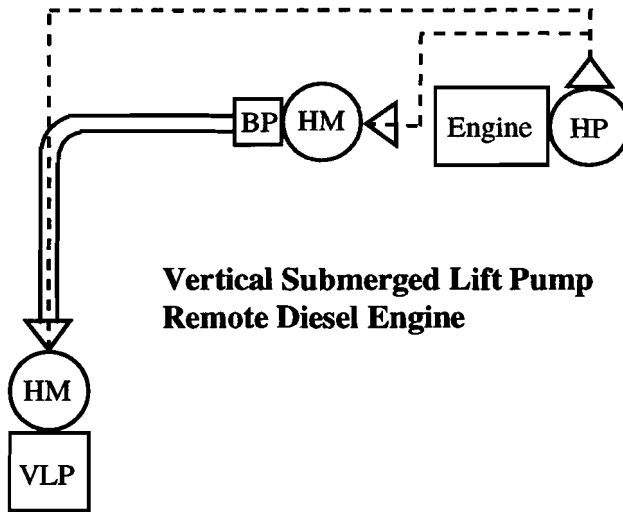 BP HM Engine HP
Vertical Submerged Lift Pump
Remote Diesel Engine
HM
VLP